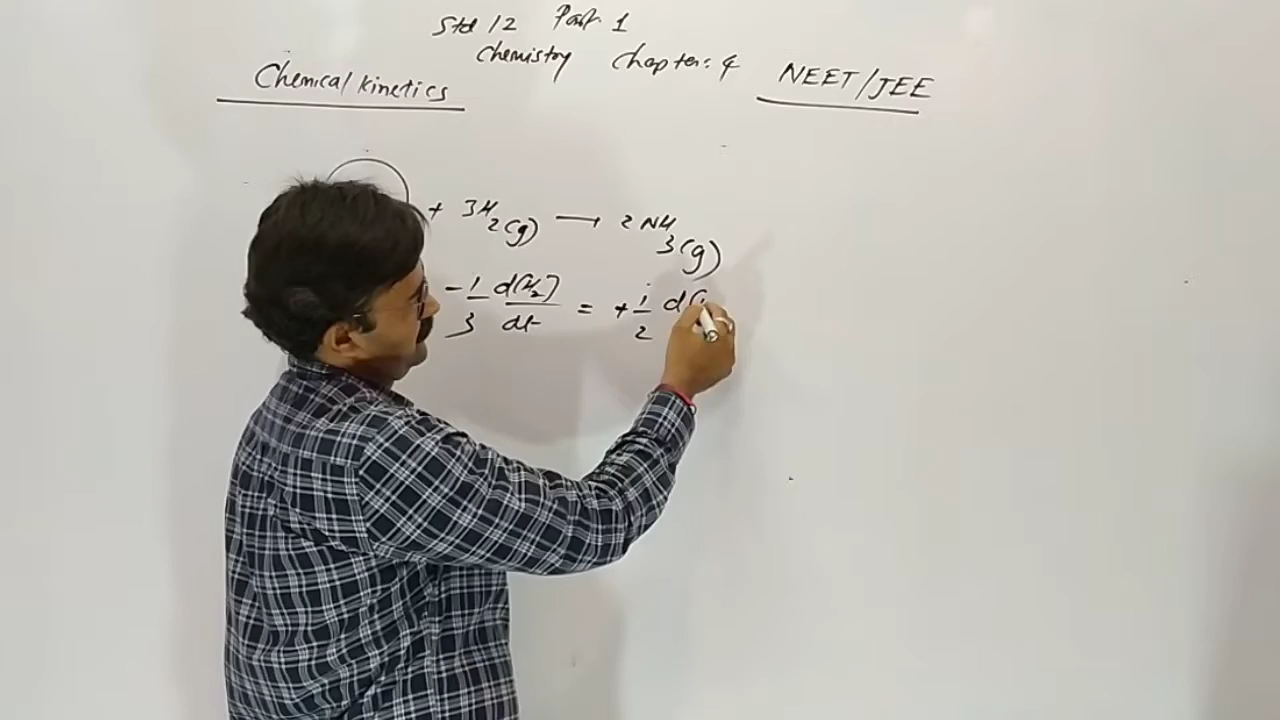 Std 12 Part 1
Chemistry Chapter: 4
Chemical kinetics
NEET/JEE
+ 3H2(g) → 2NH3(g)
-1/3 d[H2]/dt = +1/2 d[